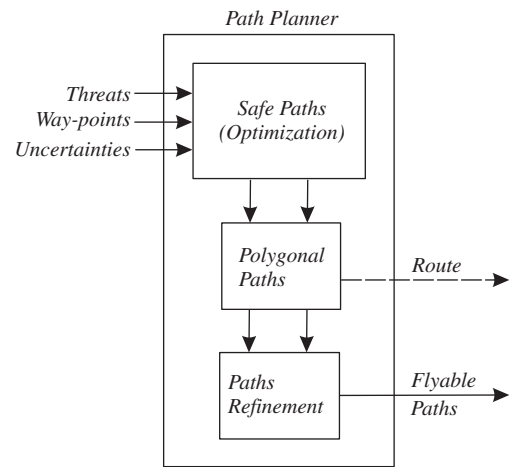 Path Planner
Threats
Way-points
Uncertainties
Safe Paths
(Optimization)
Polygonal
Paths
Route
Paths
Refinement
Flyable
Paths